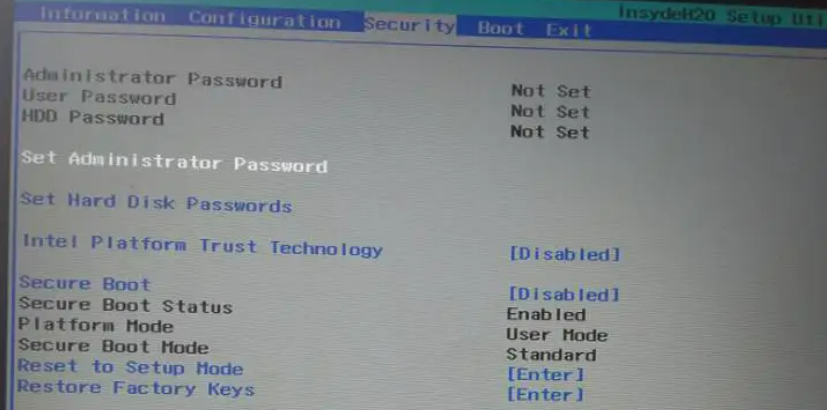 InsydeH20 Setup Uti
Information Configuration Security Boot Exit
Administrator Password Not Set
User Password Not Set
HDD Password Not Set
Set Administrator Password
Set Hard Disk Passwords
Intel Platform Trust Technology [Disabled]
Secure Boot [Disabled]
Secure Boot Status Enabled
Platform Mode User Mode
Secure Boot Mode Standard
Reset to Setup Mode [Enter]
Restore Factory Keys [Enter]